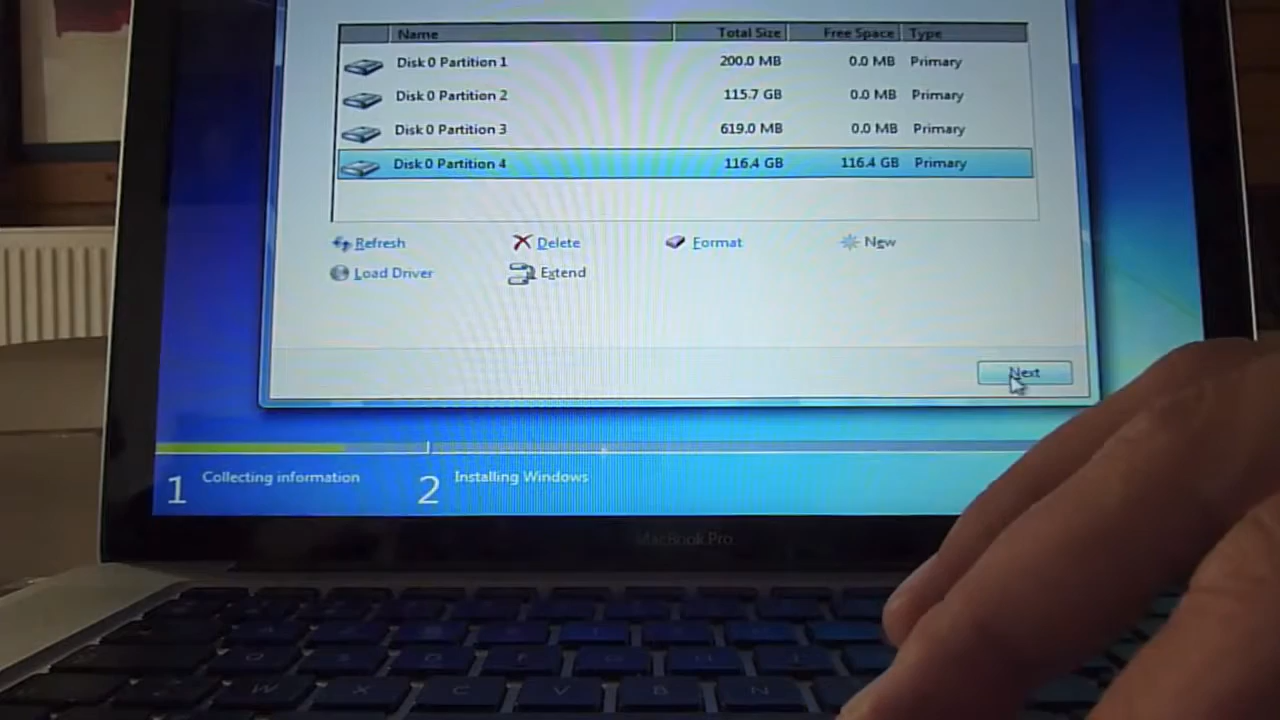 Name Total Size Free Space Type
Disk 0 Partition 1 200.0 MB 0.0 MB Primary
Disk 0 Partition 2 115.7 GB 0.0 MB Primary
Disk 0 Partition 3 619.0 MB 0.0 MB Primary
Disk 0 Partition 4 116.4 GB 116.4 GB Primary
Refresh Delete Format New
Load Driver Extend
Next
1 Collecting information 2 Installing Windows
MacBook Pro
W X C V B N